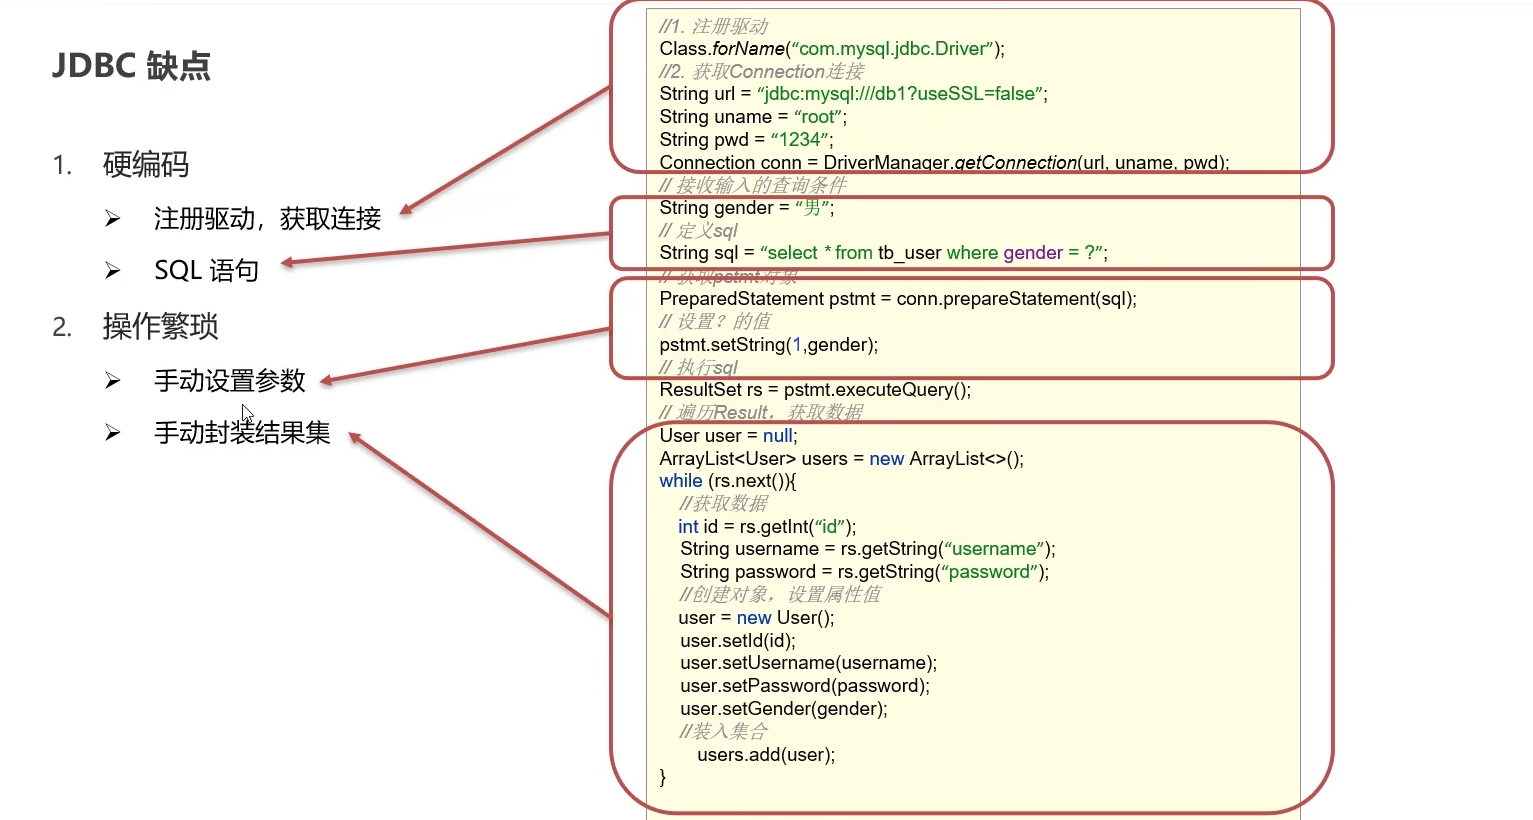 JDBC 缺点
1. 硬编码
➢ 注册驱动，获取连接
➢ SQL 语句
2. 操作繁琐
➢ 手动设置参数
➢ 手动封装结果集
//1. 注册驱动
Class.forName(“com.mysql.jdbc.Driver”);
//2. 获取Connection连接
String url = “jdbc:mysql:///db1?useSSL=false”;
String uname = “root”;
String pwd = “1234”;
Connection conn = DriverManager.getConnection(url, uname, pwd);
// 接收输入的查询条件
String gender = “男”;
// 定义sql
String sql = “select * from tb_user where gender = ?”;
// 获取pstmt对象
PreparedStatement pstmt = conn.prepareStatement(sql);
// 设置？的值
pstmt.setString(1,gender);
// 执行sql
ResultSet rs = pstmt.executeQuery();
// 遍历Result，获取数据
User user = null;
ArrayList<User> users = new ArrayList<>();
while (rs.next()){
//获取数据
int id = rs.getInt(“id”);
String username = rs.getString(“username”);
String password = rs.getString(“password”);
//创建对象，设置属性值
user = new User();
user.setId(id);
user.setUsername(username);
user.setPassword(password);
user.setGender(gender);
//装入集合
users.add(user);
}